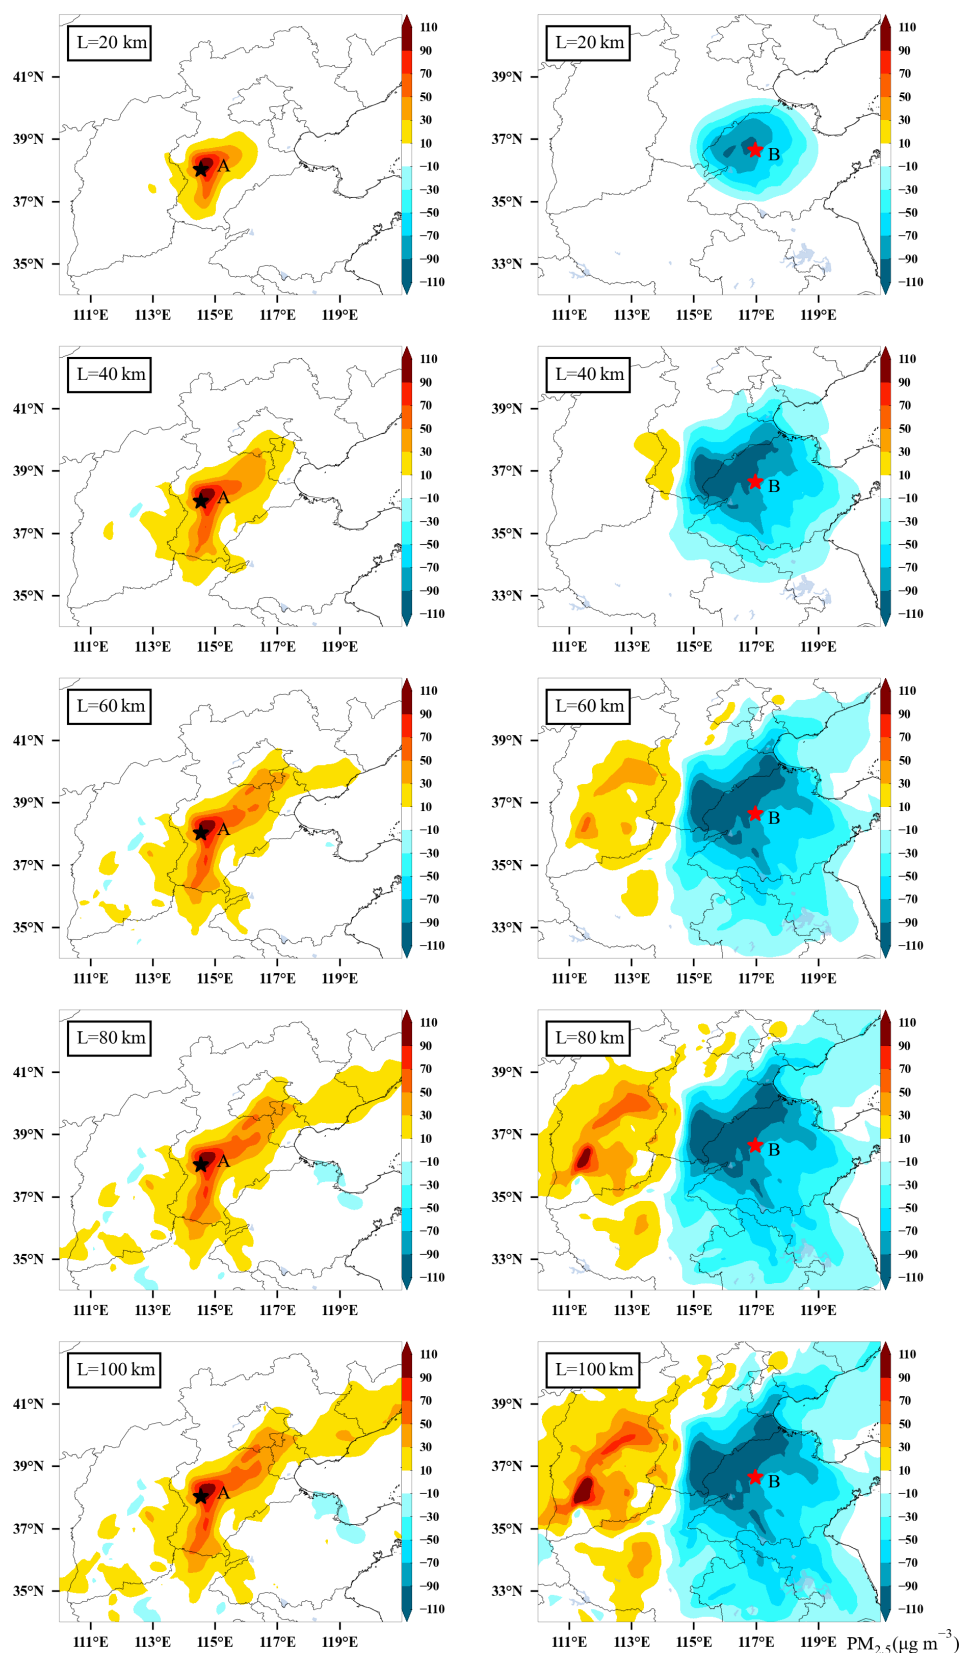 L=20 km
A
41°N
39°N
37°N
35°N
111°E 113°E 115°E 117°E 119°E
110
90
70
50
30
10
−10
−30
−50
−70
−90
−110
L=20 km
B
39°N
37°N
35°N
33°N
111°E 113°E 115°E 117°E 119°E
110
90
70
50
30
10
−10
−30
−50
−70
−90
−110
L=40 km
A
41°N
39°N
37°N
35°N
111°E 113°E 115°E 117°E 119°E
110
90
70
50
30
10
−10
−30
−50
−70
−90
−110
L=40 km
B
39°N
37°N
35°N
33°N
111°E 113°E 115°E 117°E 119°E
110
90
70
50
30
10
−10
−30
−50
−70
−90
−110
L=60 km
A
41°N
39°N
37°N
35°N
111°E 113°E 115°E 117°E 119°E
110
90
70
50
30
10
−10
−30
−50
−70
−90
−110
L=60 km
B
39°N
37°N
35°N
33°N
111°E 113°E 115°E 117°E 119°E
110
90
70
50
30
10
−10
−30
−50
−70
−90
−110
L=80 km
A
41°N
39°N
37°N
35°N
111°E 113°E 115°E 117°E 119°E
110
90
70
50
30
10
−10
−30
−50
−70
−90
−110
L=80 km
B
39°N
37°N
35°N
33°N
111°E 113°E 115°E 117°E 119°E
110
90
70
50
30
10
−10
−30
−50
−70
−90
−110
L=100 km
A
41°N
39°N
37°N
35°N
111°E 113°E 115°E 117°E 119°E
110
90
70
50
30
10
−10
−30
−50
−70
−90
−110
L=100 km
B
39°N
37°N
35°N
33°N
111°E 113°E 115°E 117°E 119°E
110
90
70
50
30
10
−10
−30
−50
−70
−90
−110
PM₂.₅(μg m⁻³)